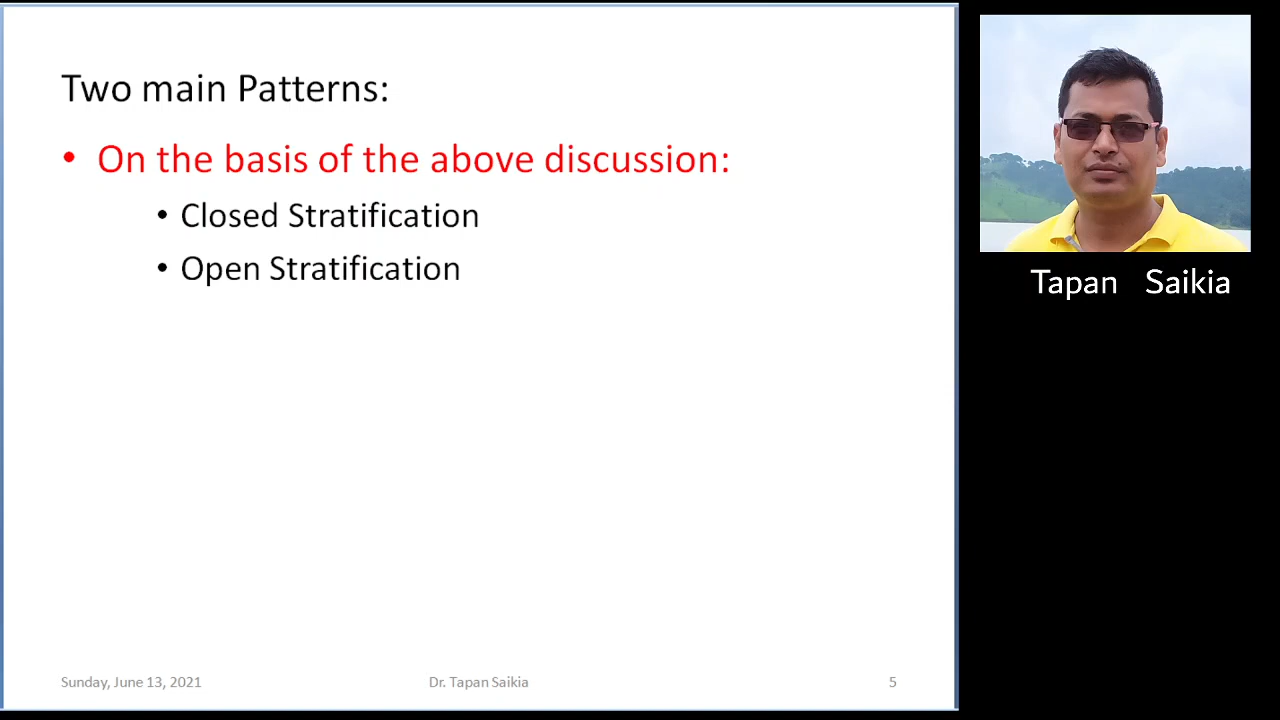 Two main Patterns:
• On the basis of the above discussion:
• Closed Stratification
• Open Stratification
Sunday, June 13, 2021
Dr. Tapan Saikia
5
Tapan Saikia